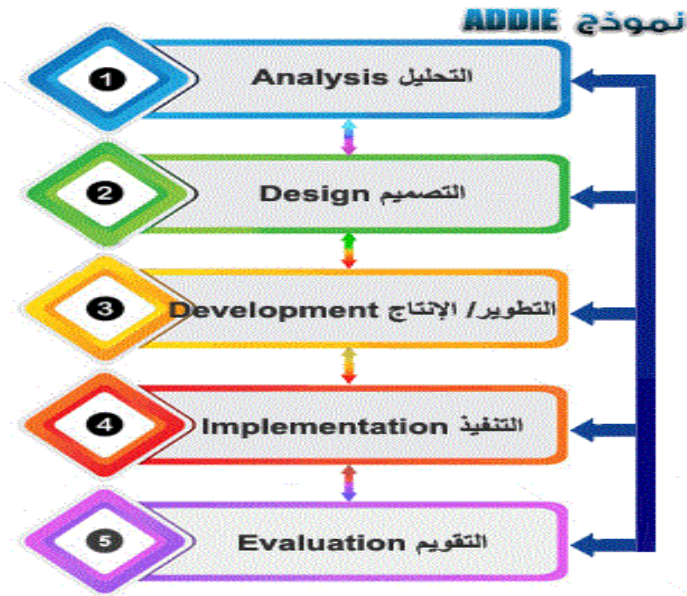 نموذج ADDIE
1
التحليل Analysis
2
التصميم Design
3
التطوير/ الإنتاج Development
4
التنفيذ Implementation
5
التقويم Evaluation